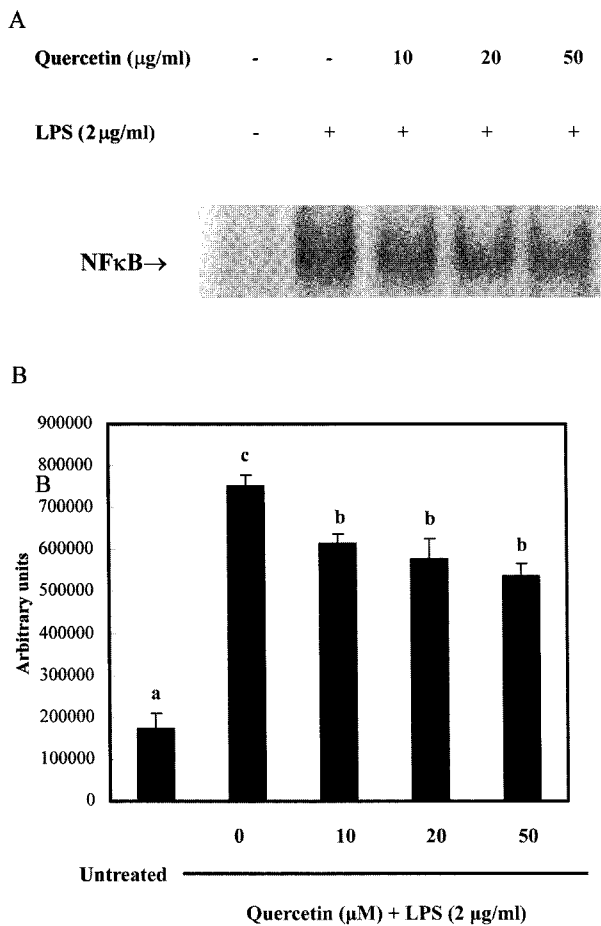 A
Quercetin (μg/ml) - - 10 20 50
LPS (2 μg/ml) - + + + +
NFκB→
B
900000
800000
B
700000
600000
500000
400000
300000
200000
100000
0
Arbitrary units
a c b b b
0 10 20 50
Untreated
Quercetin (μM) + LPS (2 μg/ml)